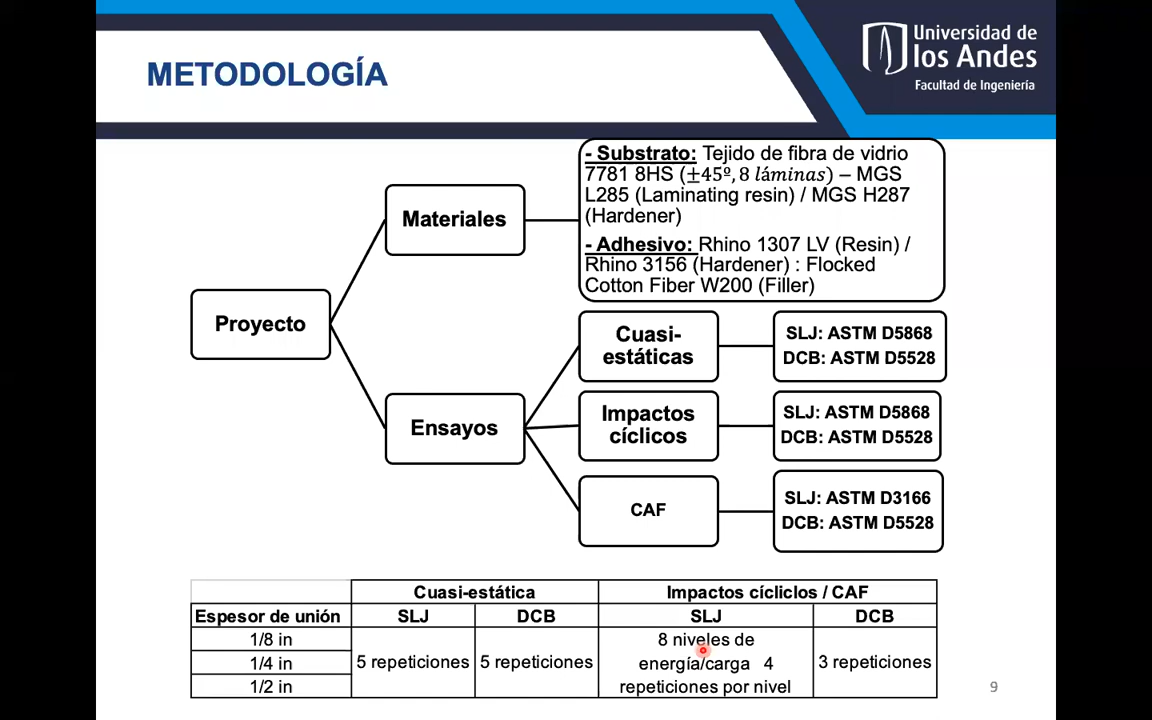 Universidad de
los Andes
Facultad de Ingeniería
METODOLOGÍA
Proyecto
Materiales
- Substrato: Tejido de fibra de vidrio
7781 8HS (±45º, 8 láminas) – MGS
L285 (Laminating resin) / MGS H287
(Hardener)
- Adhesivo: Rhino 1307 LV (Resin) /
Rhino 3156 (Hardener) : Flocked
Cotton Fiber W200 (Filler)
Ensayos
Cuasi-
estáticas
SLJ: ASTM D5868
DCB: ASTM D5528
Impactos
cíclicos
SLJ: ASTM D5868
DCB: ASTM D5528
CAF
SLJ: ASTM D3166
DCB: ASTM D5528
Cuasi-estática Impactos cícliclos / CAF
Espesor de unión SLJ DCB SLJ DCB
1/8 in
1/4 in
1/2 in
5 repeticiones
5 repeticiones
8 niveles de
energía/carga 4
repeticiones por nivel
3 repeticiones
9